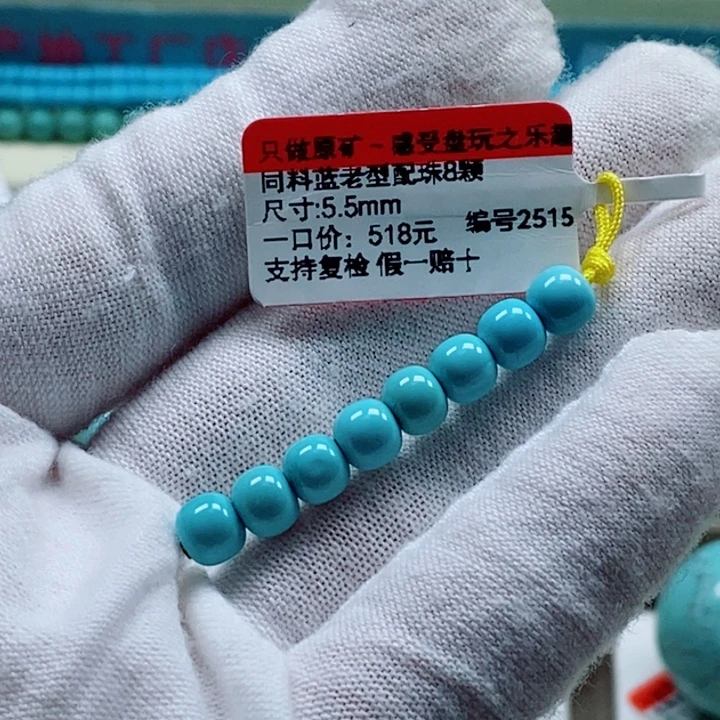 只做原矿～感受盘玩之乐趣
同料蓝老型配珠8颗
尺寸:5.5mm
一口价：518元 编号2515
支持复检 假一赔十